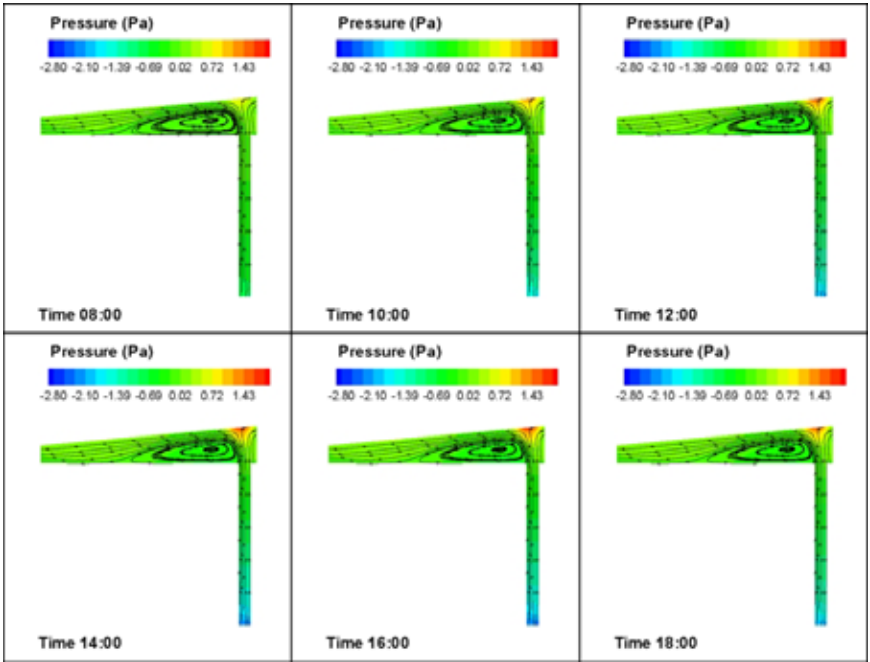 Pressure (Pa)
-2.80 -2.10 -1.39 -0.69 0.02 0.72 1.43
Time 08:00
Pressure (Pa)
-2.80 -2.10 -1.39 -0.69 0.02 0.72 1.43
Time 10:00
Pressure (Pa)
-2.80 -2.10 -1.39 -0.69 0.02 0.72 1.43
Time 12:00
Pressure (Pa)
-2.80 -2.10 -1.39 -0.69 0.02 0.72 1.43
Time 14:00
Pressure (Pa)
-2.80 -2.10 -1.39 -0.69 0.02 0.72 1.43
Time 16:00
Pressure (Pa)
-2.80 -2.10 -1.39 -0.69 0.02 0.72 1.43
Time 18:00